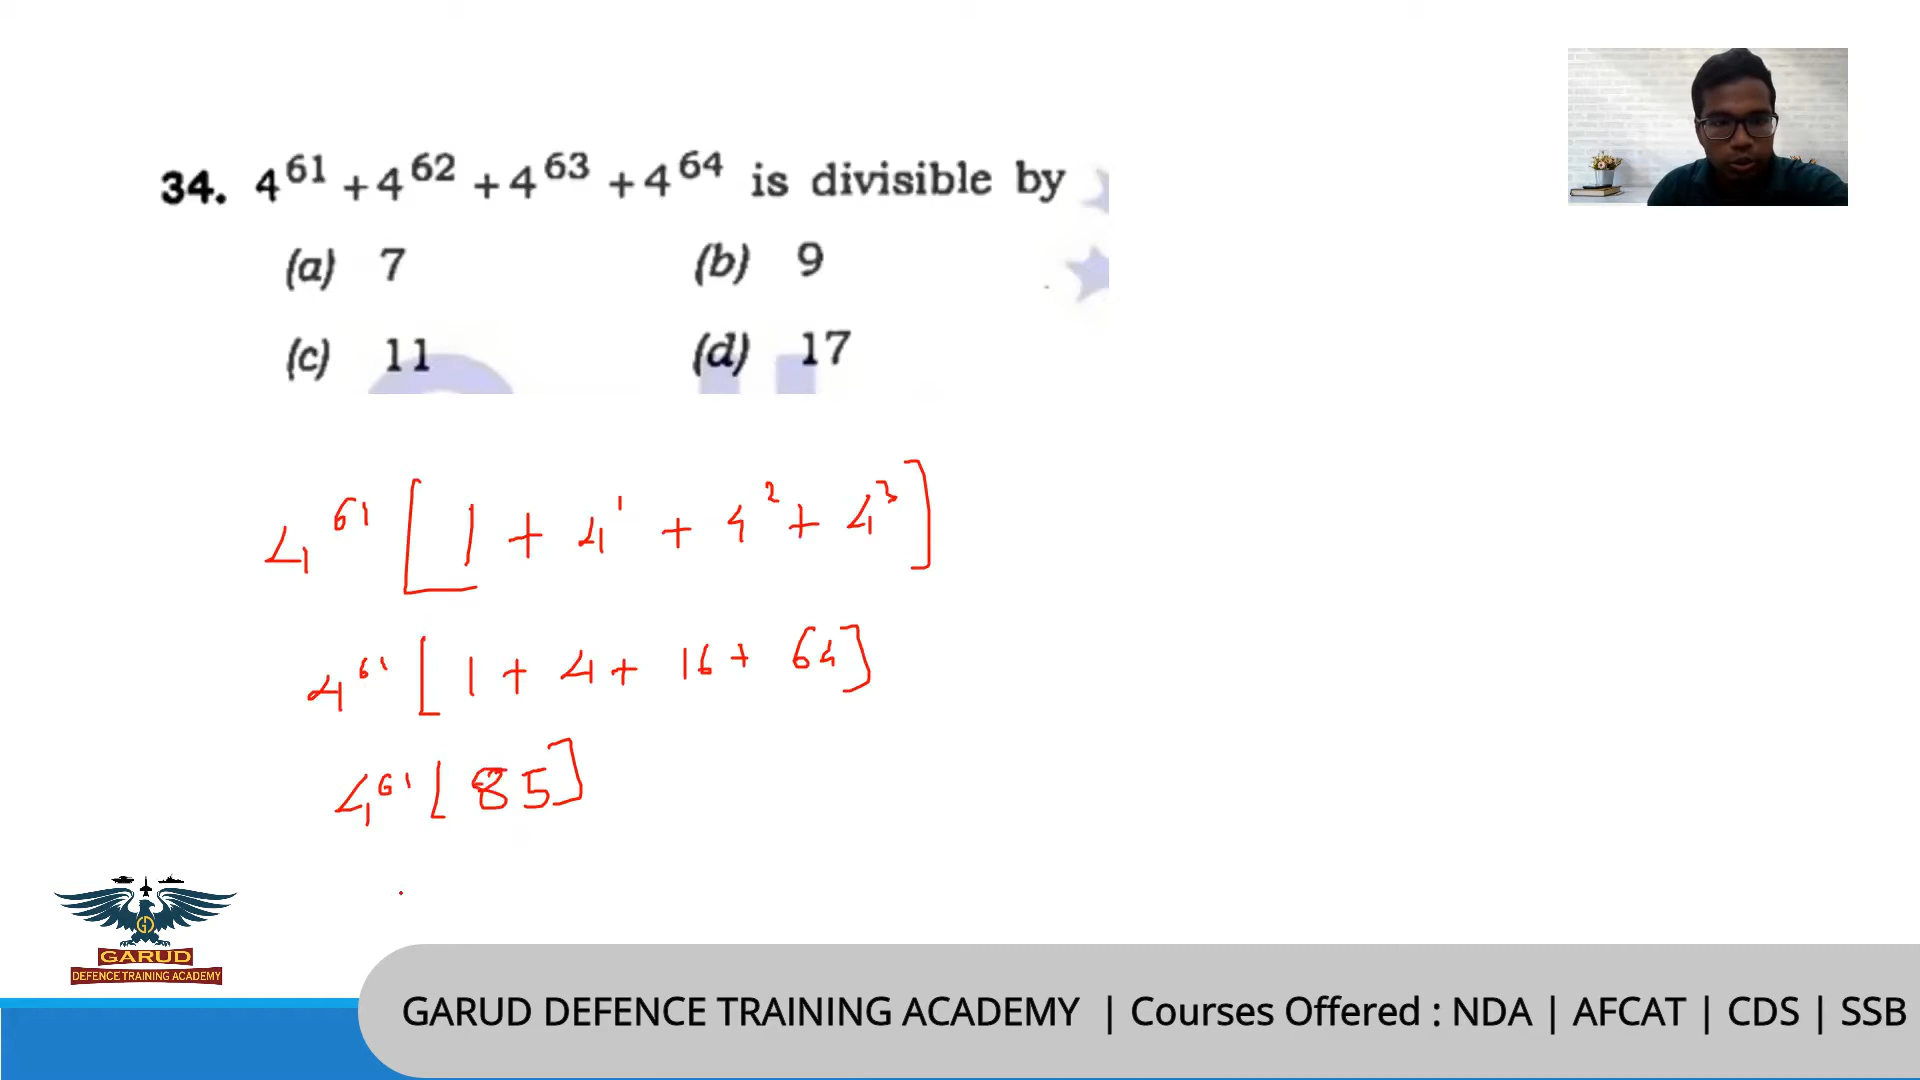 34. 4^61 + 4^62 + 4^63 + 4^64 is divisible by
(a) 7 (b) 9
(c) 11 (d) 17
4^61 [ 1 + 4^1 + 4^2 + 4^3 ]
4^61 [ 1 + 4 + 16 + 64 ]
4^61 [ 85 ]
GD
GARUD
DEFENCE TRAINING ACADEMY
GARUD DEFENCE TRAINING ACADEMY | Courses Offered : NDA | AFCAT | CDS | SSB